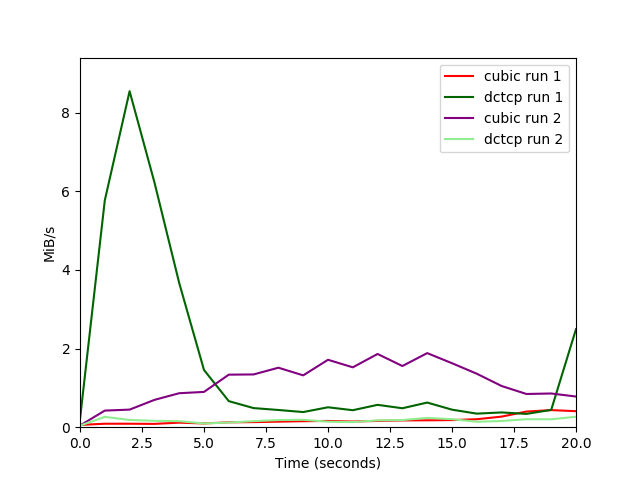 cubic run 1
dctcp run 1
cubic run 2
dctcp run 2
MiB/s
8
6
4
2
0
0.0 2.5 5.0 7.5 10.0 12.5 15.0 17.5 20.0
Time (seconds)